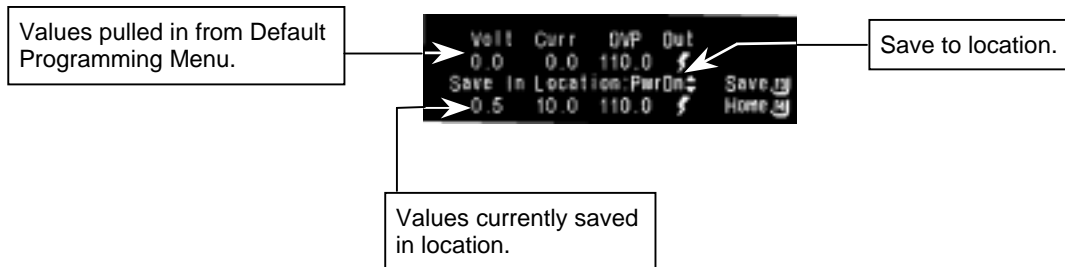 Values pulled in from Default
Programming Menu.
Volt Curr OVP Out
0.0 0.0 110.0
Save In Location:PwrOn Save
0.5 10.0 110.0 Home
Save to location.
Values currently saved
in location.